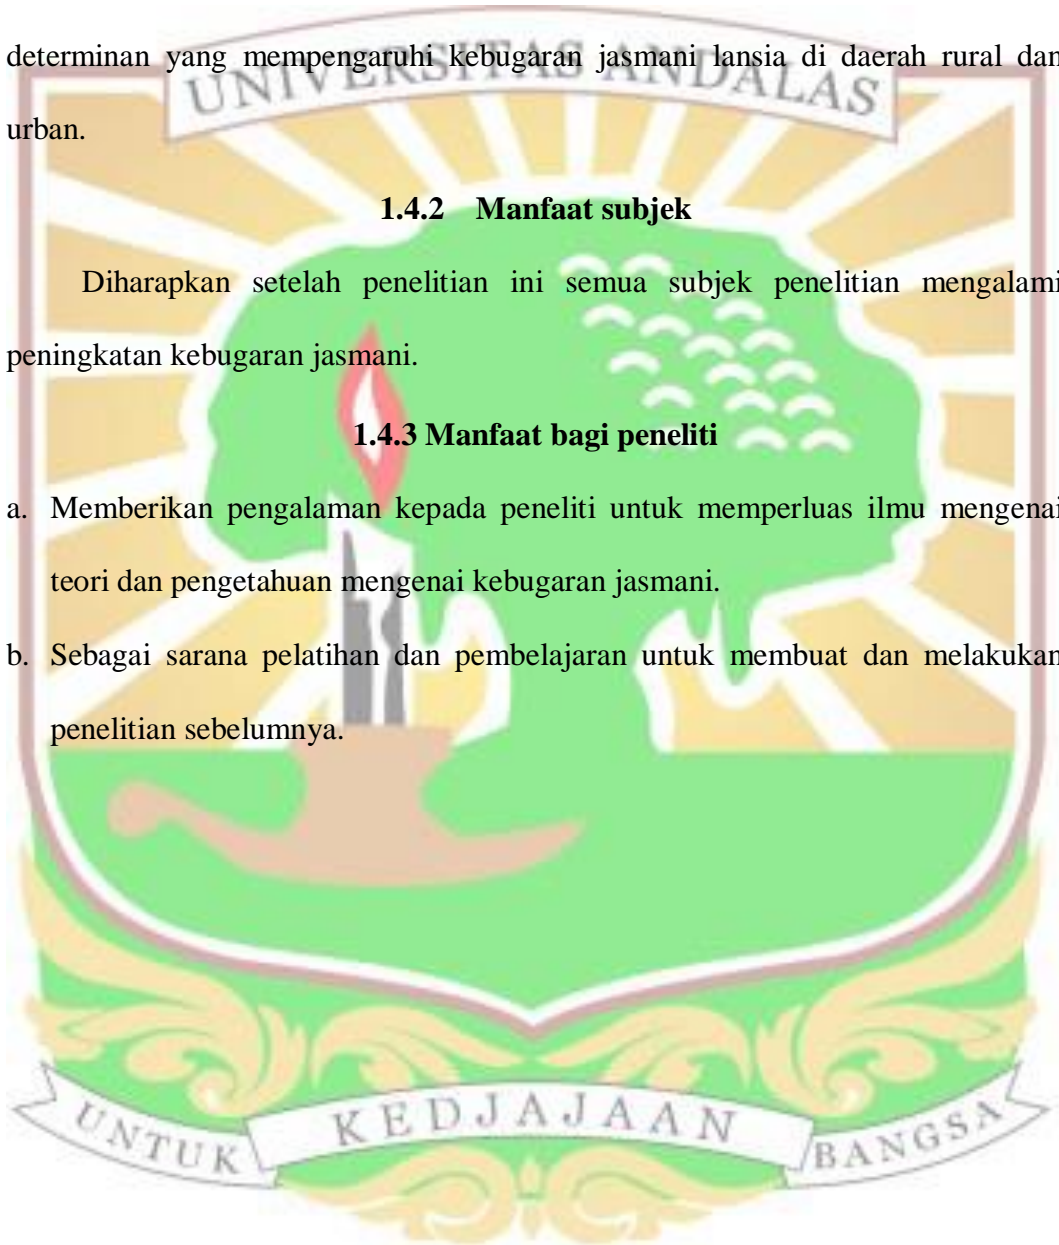 determinan yang mempengaruhi kebugaran jasmani lansia di daerah rural dan
UNIVERSITAS ANDALAS
urban.
1.4.2 Manfaat subjek
Diharapkan setelah penelitian ini semua subjek penelitian mengalami
peningkatan kebugaran jasmani.
1.4.3 Manfaat bagi peneliti
a. Memberikan pengalaman kepada peneliti untuk memperluas ilmu mengenai
teori dan pengetahuan mengenai kebugaran jasmani.
b. Sebagai sarana pelatihan dan pembelajaran untuk membuat dan melakukan
penelitian sebelumnya.
UNTUK KEDJAJAAN BANGSA